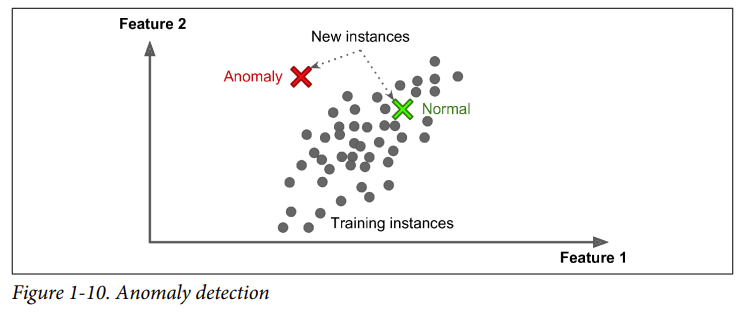 Feature 2
New instances
Anomaly
Normal
Training instances
Feature 1
Figure 1-10. Anomaly detection